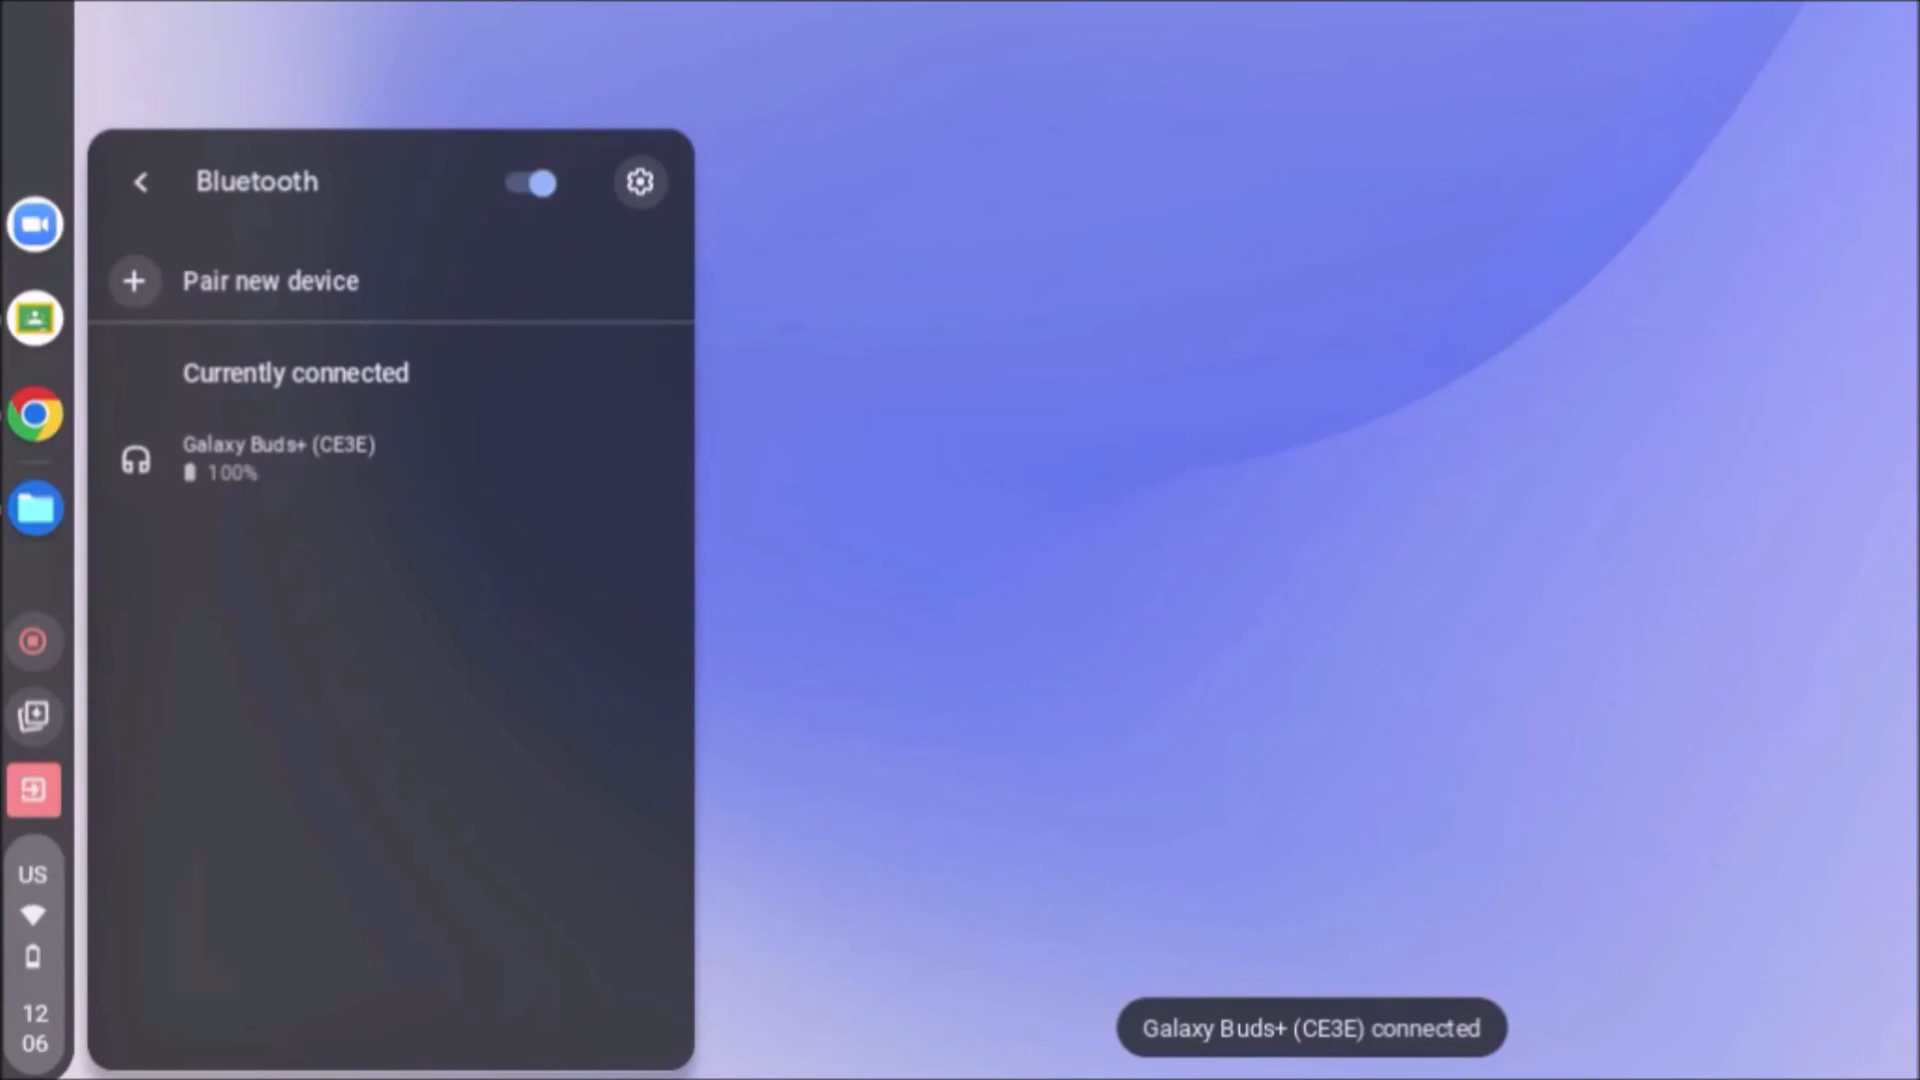 Bluetooth
Pair new device
Currently connected
Galaxy Buds+ (CE3E)
100%
US
12
06
Galaxy Buds+ (CE3E) connected